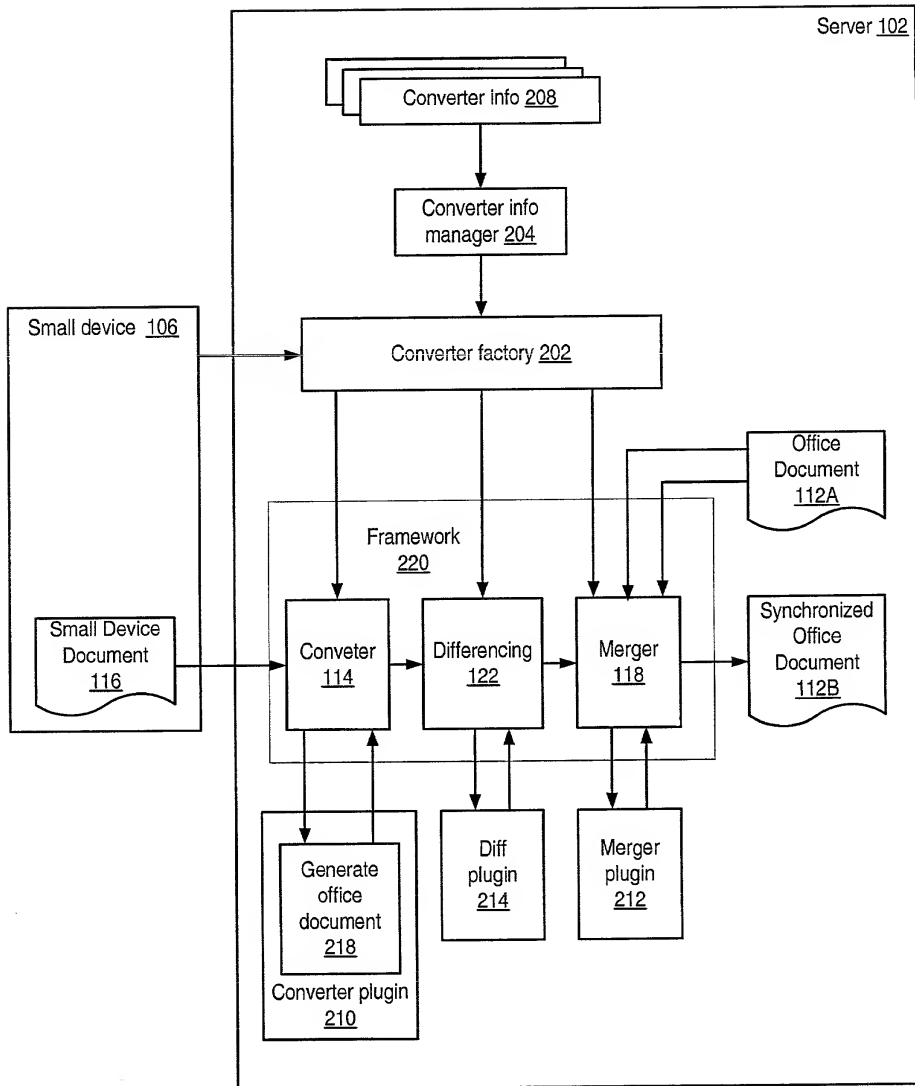 Server 102
Converter info 208
Converter info
manager 204
Small device 106
Converter factory 202
Office
Document
112A
Framework
220
Small Device
Document
116
Conveter
114
Differencing
122
Merger
118
Synchronized
Office
Document
112B
Generate
office
document
218
Converter plugin
210
Diff
plugin
214
Merger
plugin
212